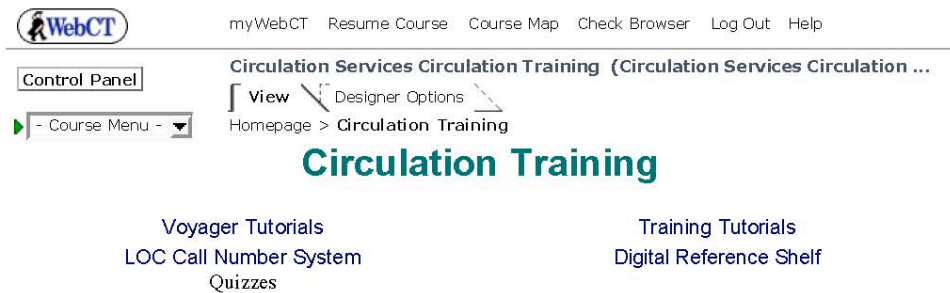 WebCT myWebCT Resume Course Course Map Check Browser Log Out Help
Control Panel
Circulation Services Circulation Training (Circulation Services Circulation ...
View Designer Options
- Course Menu -
Homepage > Circulation Training
Circulation Training
Voyager Tutorials Training Tutorials
LOC Call Number System Digital Reference Shelf
Quizzes